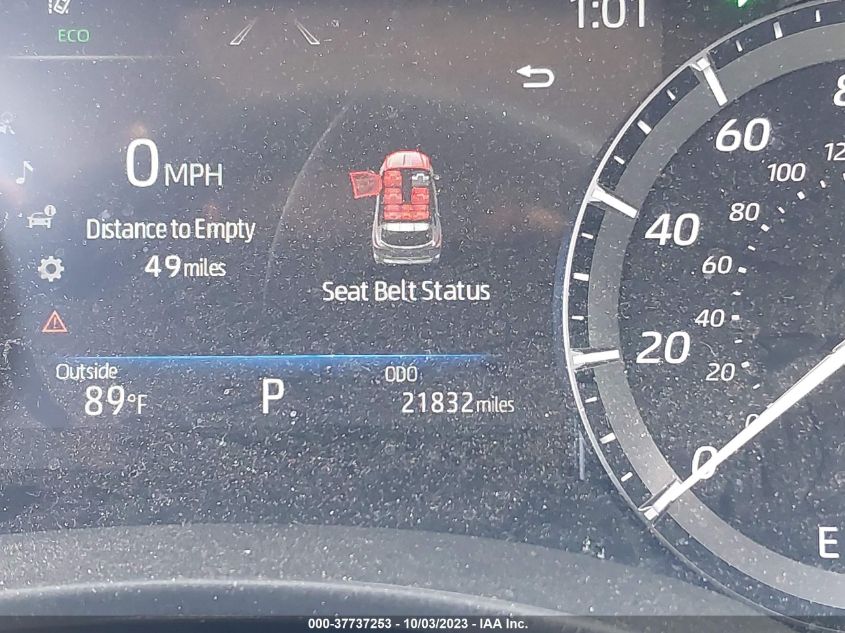 1:01
ECO
0 MPH
Distance to Empty
49 miles
Seat Belt Status
Outside
89°F
P
ODO
21832 miles
60
40
20
0
100
80
60
40
20
E
000-37737253 - 10/03/2023 - IAA Inc.